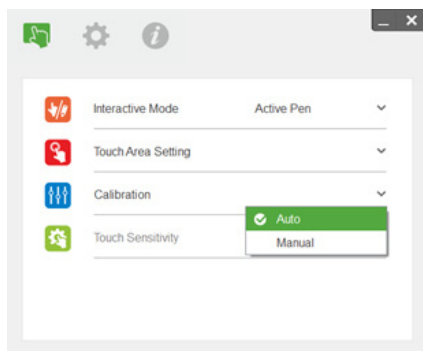 Interactive Mode Active Pen
Touch Area Setting
Calibration
Auto
Touch Sensitivity
Manual